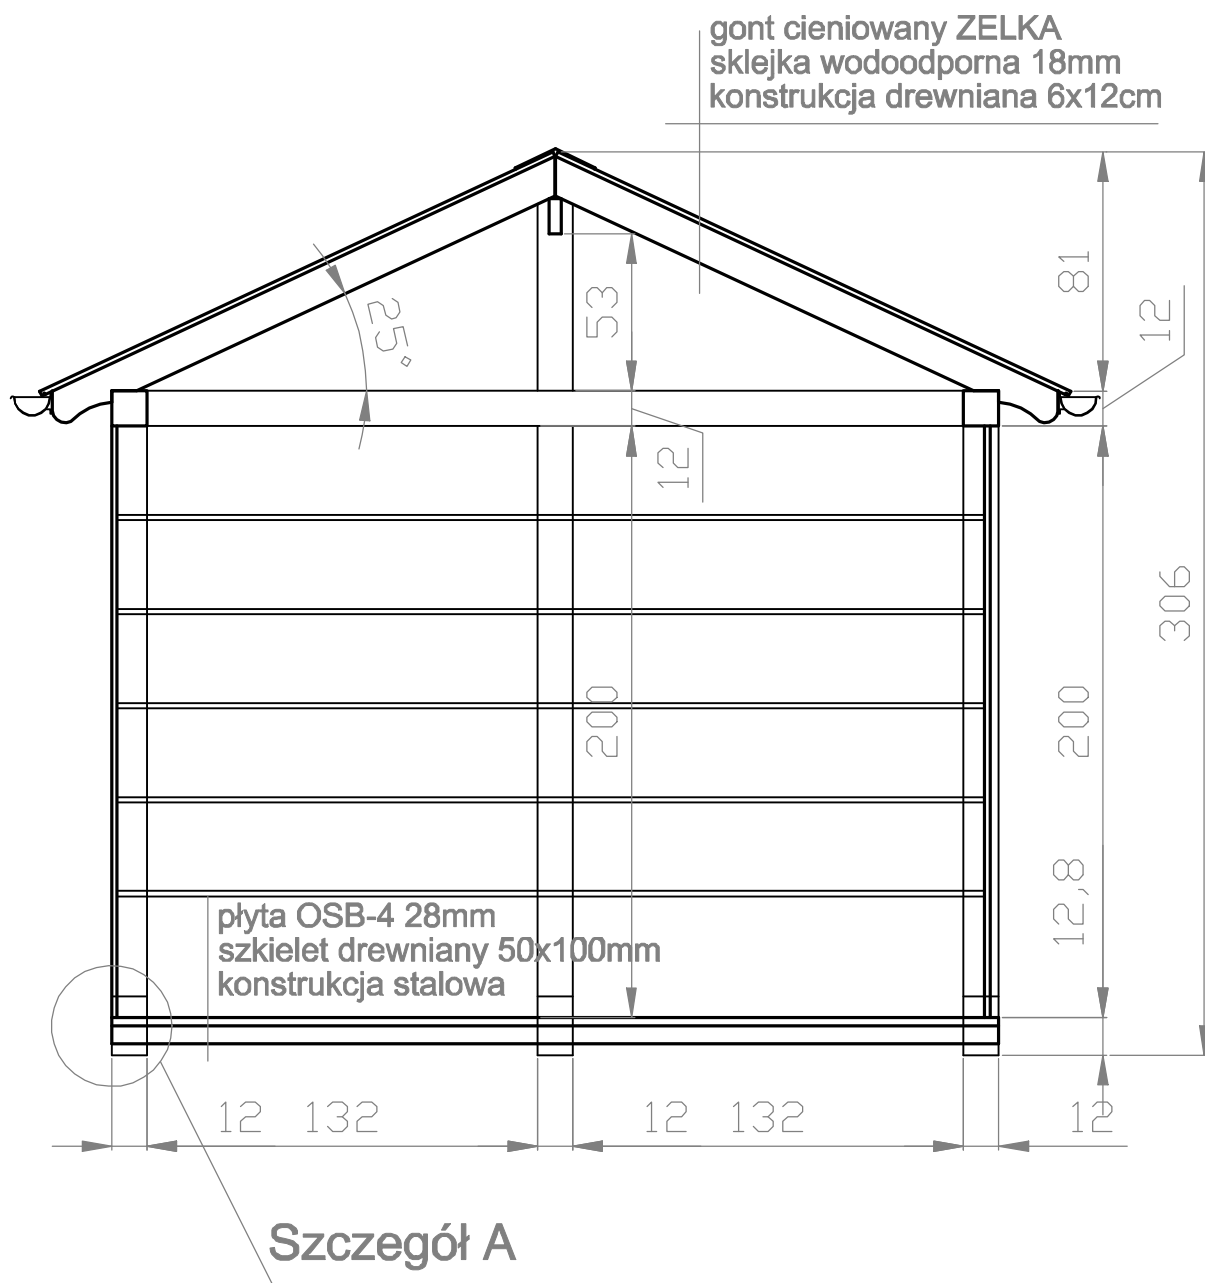 gont cieniowany ZELKA
sklejka wodoodporna 18mm
konstrukcja drewniana 6x12cm
81
12
53
25°
12
306
200
200
12,8
płyta OSB-4 28mm
szkielet drewniany 50x100mm
konstrukcja stalowa
12 132 12 132 12
Szczegół A